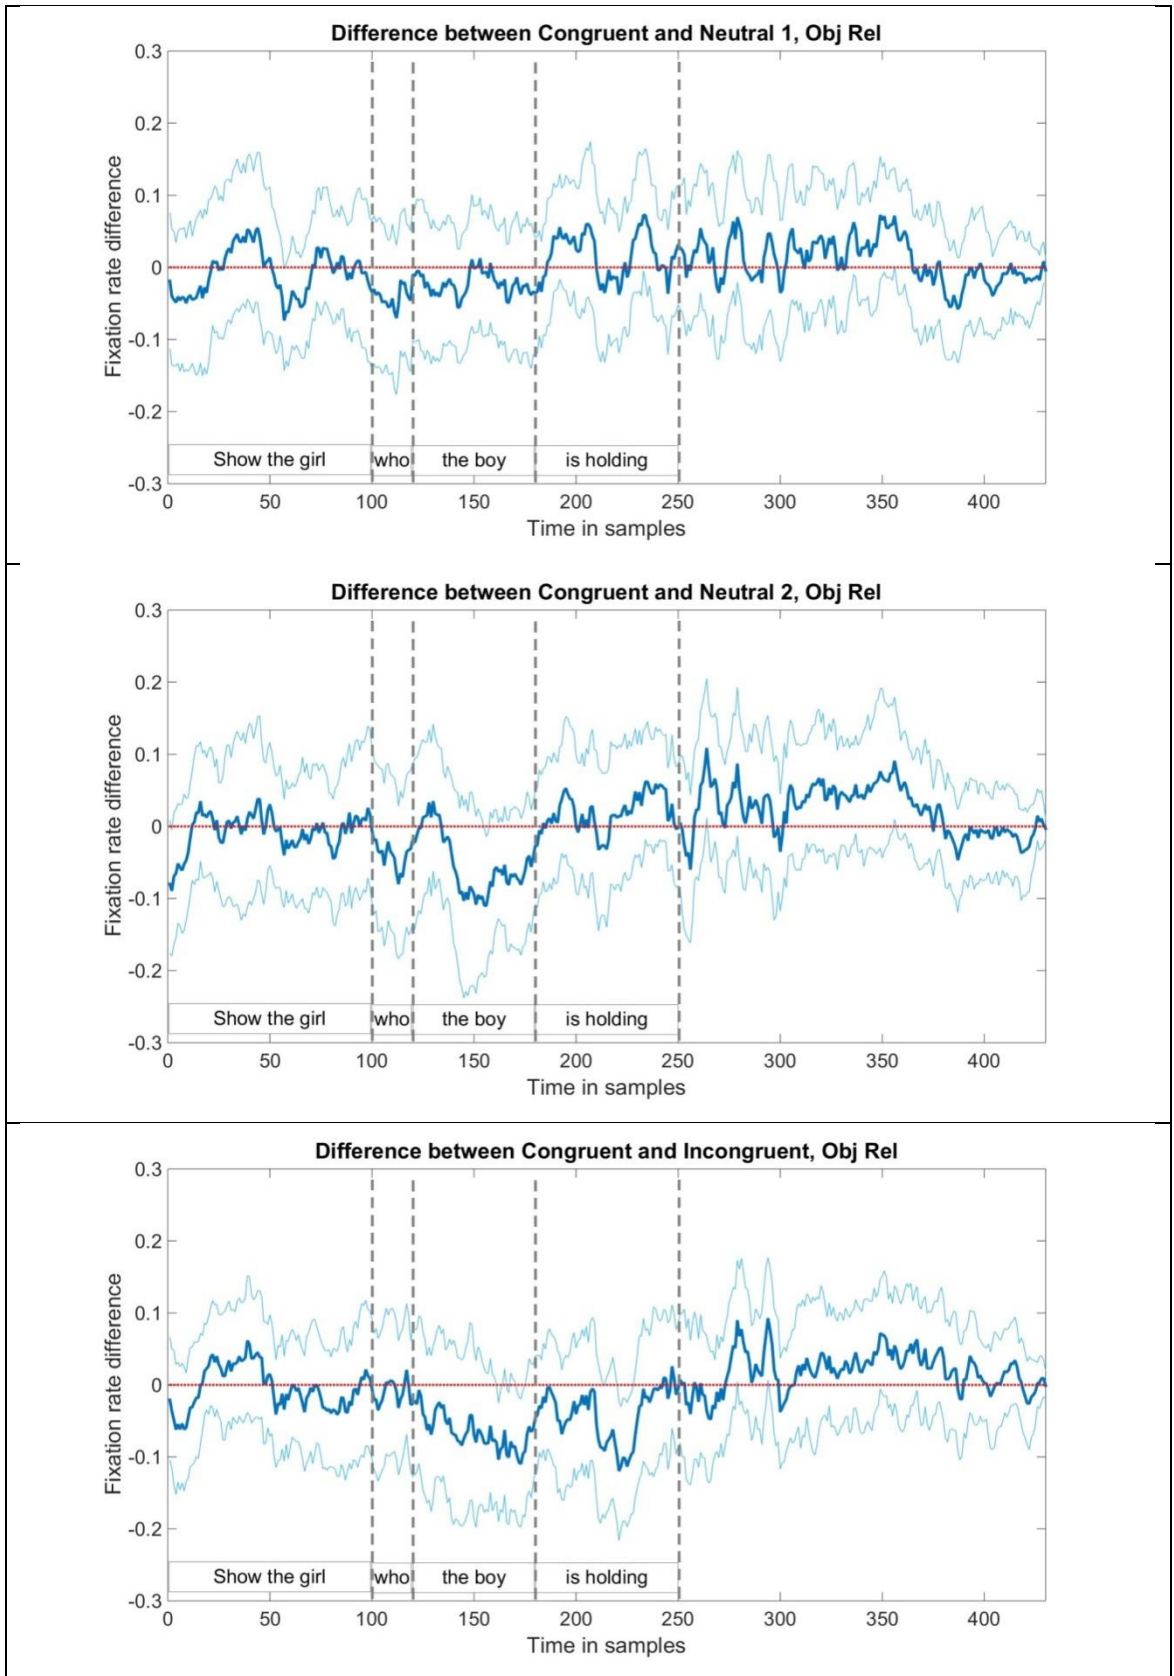 Difference between Congruent and Neutral 1, Obj Rel
0.3
0.2
0.1
0
-0.1
-0.2
-0.3
Fixation rate difference
Show the girl who the boy is holding
0 50 100 150 200 250 300 350 400
Time in samples
Difference between Congruent and Neutral 2, Obj Rel
0.3
0.2
0.1
0
-0.1
-0.2
-0.3
Fixation rate difference
Show the girl who the boy is holding
0 50 100 150 200 250 300 350 400
Time in samples
Difference between Congruent and Incongruent, Obj Rel
0.3
0.2
0.1
0
-0.1
-0.2
-0.3
Fixation rate difference
Show the girl who the boy is holding
0 50 100 150 200 250 300 350 400
Time in samples